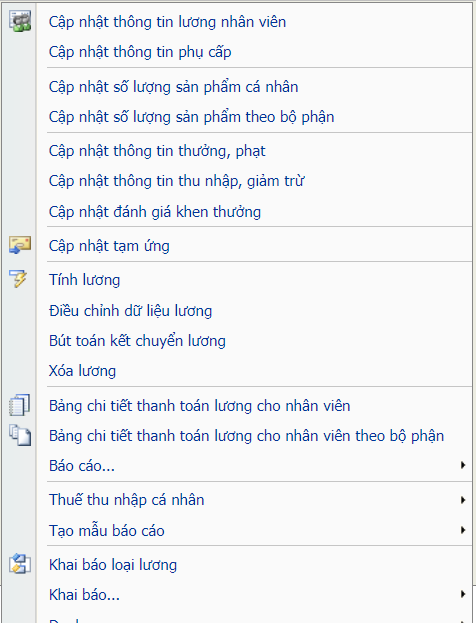 Cập nhật thông tin lương nhân viên
Cập nhật thông tin phụ cấp
Cập nhật số lượng sản phẩm cá nhân
Cập nhật số lượng sản phẩm theo bộ phận
Cập nhật thông tin thưởng, phạt
Cập nhật thông tin thu nhập, giảm trừ
Cập nhật đánh giá khen thưởng
Cập nhật tạm ứng
Tính lương
Điều chỉnh dữ liệu lương
Bút toán kết chuyển lương
Xóa lương
Bảng chi tiết thanh toán lương cho nhân viên
Bảng chi tiết thanh toán lương cho nhân viên theo bộ phận
Báo cáo...
Thuế thu nhập cá nhân
Tạo mẫu báo cáo
Khai báo loại lương
Khai báo...